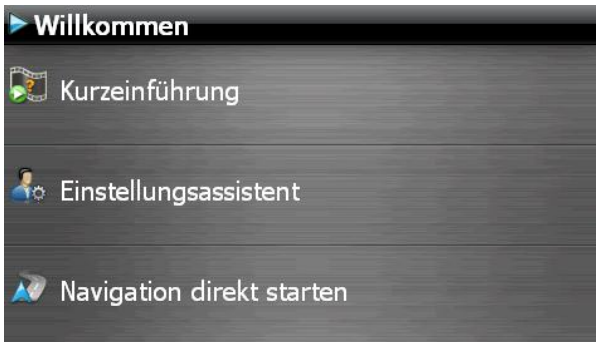 Willkommen
Kurzeinführung
Einstellungsassistent
Navigation direkt starten